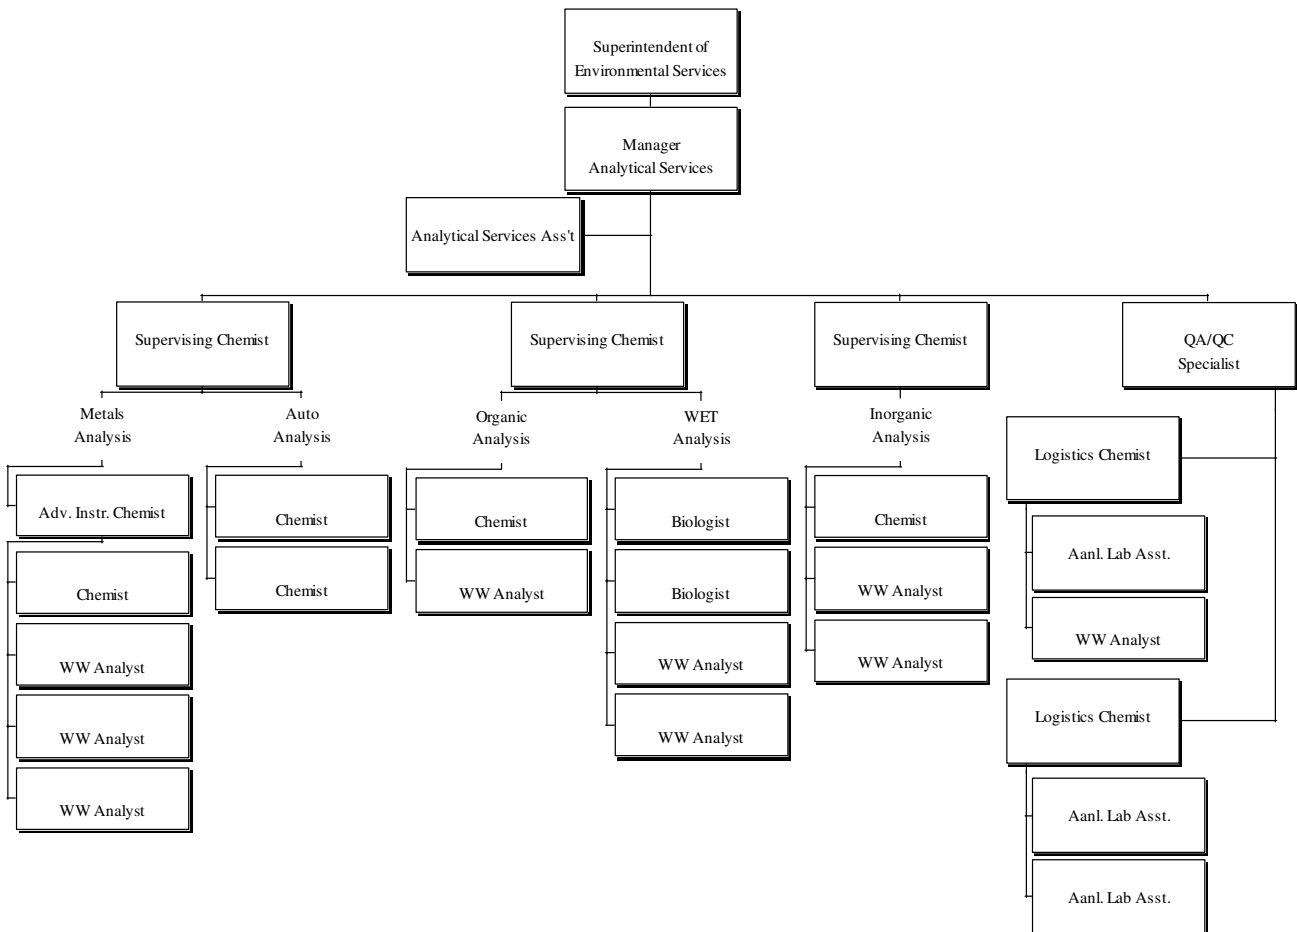 Superintendent of
Environmental Services
Manager
Analytical Services
Analytical Services Ass't
Supervising Chemist
Supervising Chemist
Supervising Chemist
QA/QC
Specialist
Metals
Analysis
Auto
Analysis
Organic
Analysis
WET
Analysis
Inorganic
Analysis
Adv. Instr. Chemist
Chemist
WW Analyst
WW Analyst
WW Analyst
Chemist
Chemist
Chemist
WW Analyst
Biologist
Biologist
WW Analyst
WW Analyst
Chemist
WW Analyst
WW Analyst
Logistics Chemist
Aanl. Lab Asst.
WW Analyst
Logistics Chemist
Aanl. Lab Asst.
Aanl. Lab Asst.